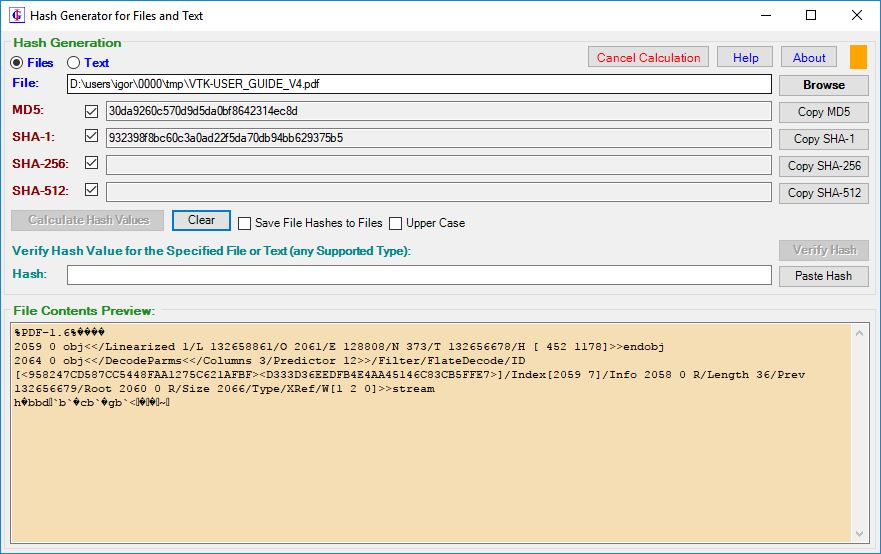 Hash Generator for Files and Text
Hash Generation
Files Text Cancel Calculation Help About
File: D:\users\igor\0000\tmp\VTK-USER_GUIDE_V4.pdf Browse
MD5: 30da9260c570d9d5da0bf8642314ec8d Copy MD5
SHA-1: 932398f8bc60c3a0ad22f5da70db94bb629375b5 Copy SHA-1
SHA-256: Copy SHA-256
SHA-512: Copy SHA-512
Calculate Hash Values Clear Save File Hashes to Files Upper Case
Verify Hash Value for the Specified File or Text (any Supported Type): Verify Hash
Hash: Paste Hash
File Contents Preview:
%PDF-1.6%����
2059 0 obj<</Linearized 1/L 132658861/O 2061/E 128808/N 373/T 132656678/H [ 452 1178]>>endobj
2064 0 obj<</DecodeParms<</Columns 3/Predictor 12>>/Filter/FlateDecode/ID
[<958247CD587CC5448FAA1275C621AFBF><D333D36EEDFB4E4AA45146C83CB5FFE7>]/Index[2059 7]/Info 2058 0 R/Length 36/Prev
132656679/Root 2060 0 R/Size 2066/Type/XRef/W[1 2 0]>>stream
h�bbd`b`�cb`�gb`<���~